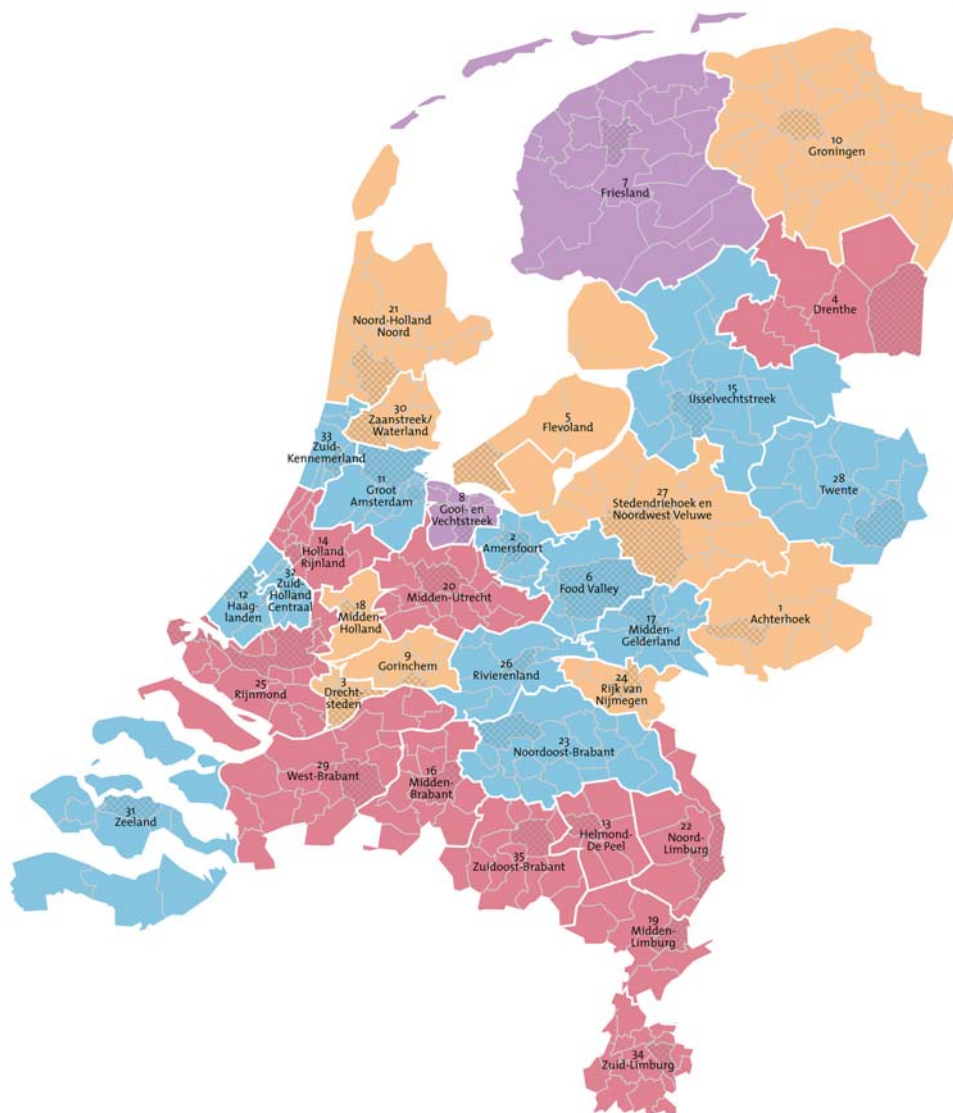 10
Groningen
7
Friesland
4
Drenthe
21
Noord-Holland
Noord
15
IJsselvechtstreek
30
Zaanstreek/
Waterland
5
Flevoland
33
Zuid-
Kennemerland
11
Groot
Amsterdam
28
Twente
27
Stedendriehoek en
Noordwest Veluwe
8
Gooi- en
Vechtstreek
2
Amersfoort
14
Holland
Rijnland
20
Midden-Utrecht
6
Food Valley
32
Zuid-
Holland
Centraal
12
Haag-
landen
18
Midden-
Holland
17
Midden-
Gelderland
1
Achterhoek
9
Gorinchem
26
Rivierenland
24
Rijk van
Nijmegen
25
Rijnmond
3
Drecht-
steden
23
Noordoost-Brabant
29
West-Brabant
16
Midden-
Brabant
31
Zeeland
13
Helmond-
De Peel
22
Noord-
Limburg
35
Zuidoost-Brabant
19
Midden-
Limburg
34
Zuid-Limburg